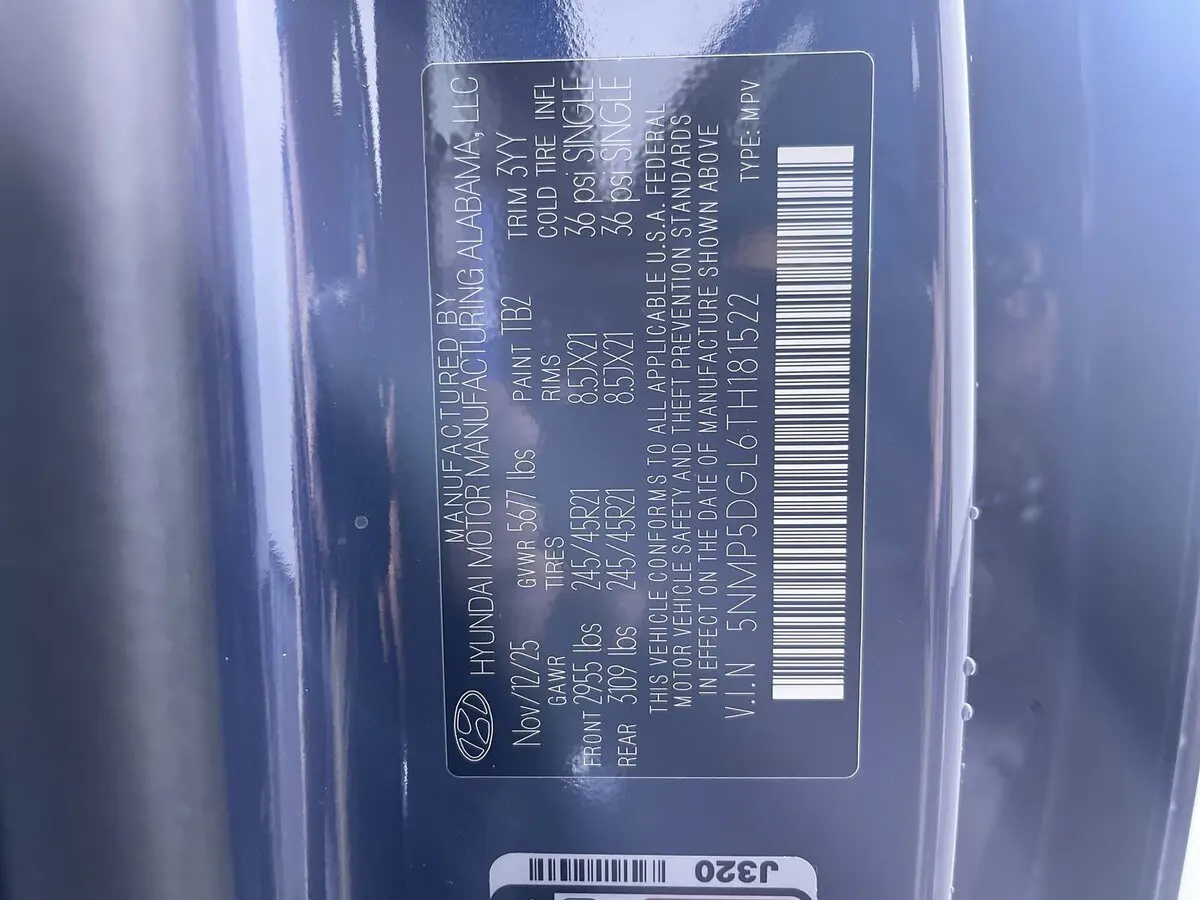 MANUFACTURED BY
HYUNDAI MOTOR MANUFACTURING ALABAMA, LLC
Nov/12/25 GVWR 5677 lbs PAINT TB2 TRIM 3YY
GAWR TIRES RIMS COLD TIRE INFL
FRONT 2955 lbs 245/45R21 8.5JX21 36 psi SINGLE
REAR 3109 lbs 245/45R21 8.5JX21 36 psi SINGLE
THIS VEHICLE CONFORMS TO ALL APPLICABLE U.S.A. FEDERAL
MOTOR VEHICLE SAFETY AND THEFT PREVENTION STANDARDS
IN EFFECT ON THE DATE OF MANUFACTURE SHOWN ABOVE
V.I.N 5NMP5DGL6TH181522 TYPE: MPV
J320